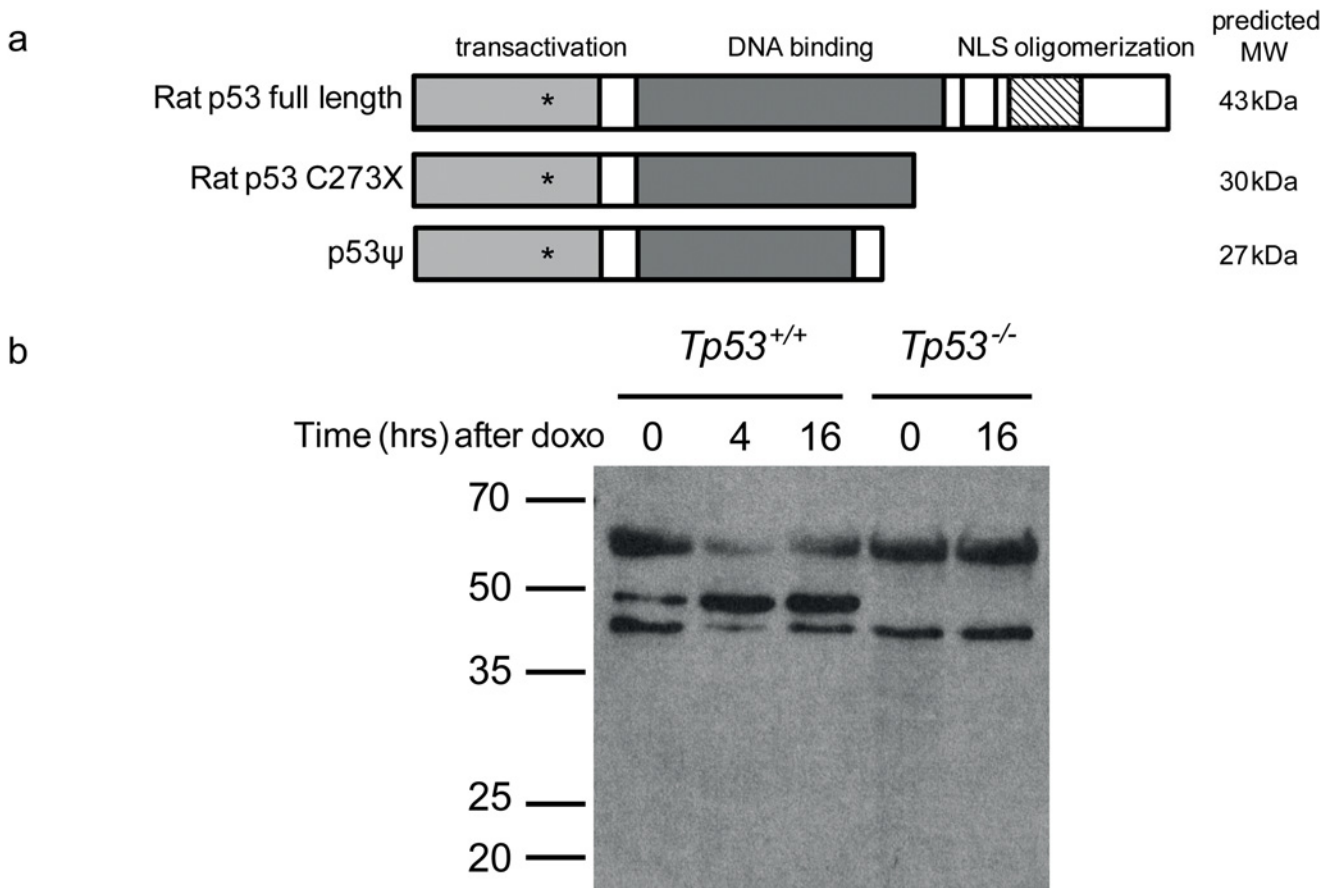 a
predicted
MW
transactivation DNA binding NLS oligomerization
Rat p53 full length * 43kDa
Rat p53 C273X * 30kDa
p53ψ * 27kDa
b
Tp53+/+ Tp53-/-
Time (hrs) after doxo 0 4 16 0 16
70
50
35
25
20